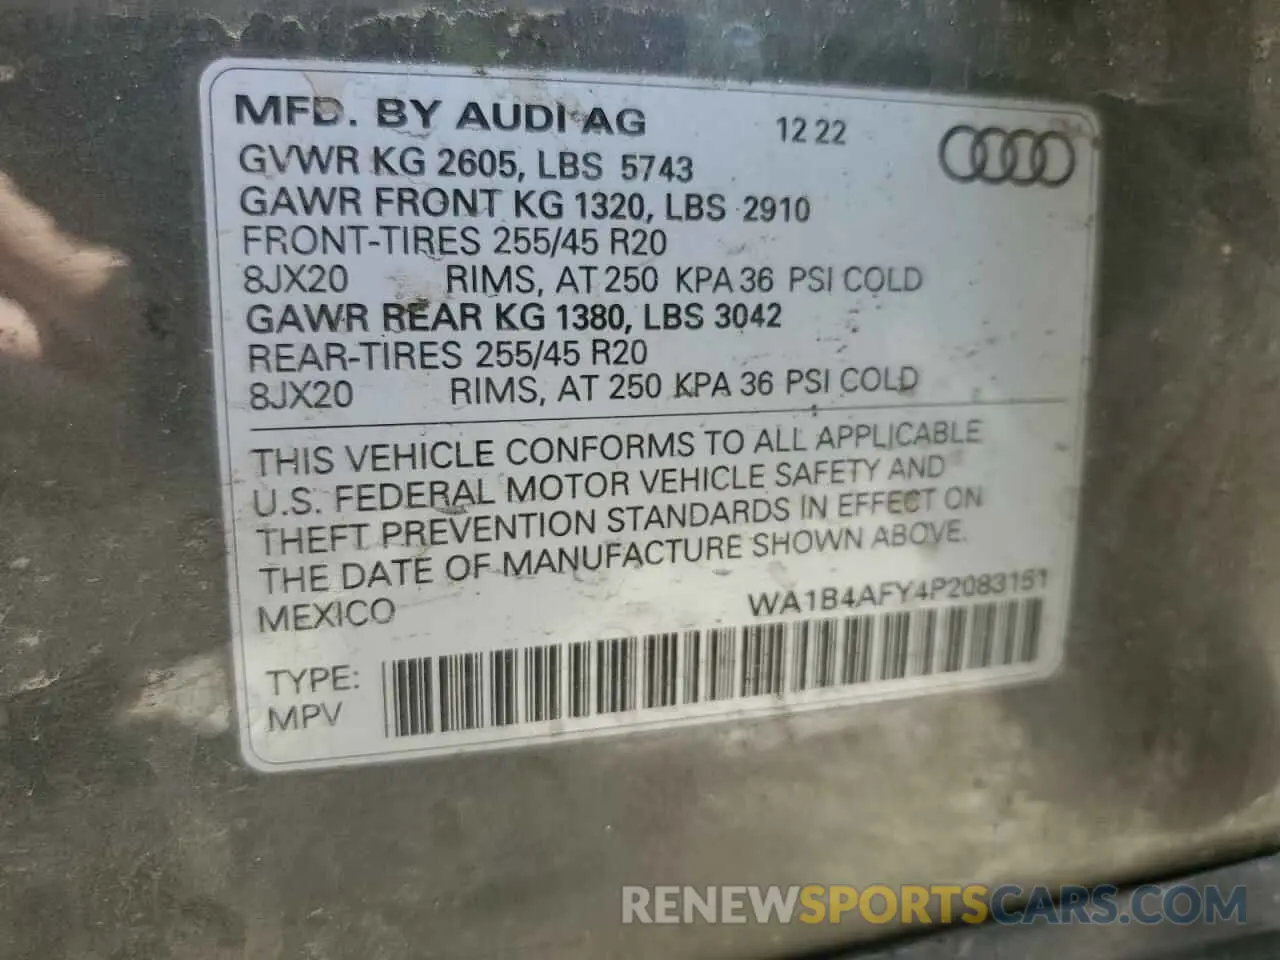 MFD. BY AUDI AG 12 22
GVWR KG 2605, LBS 5743
GAWR FRONT KG 1320, LBS 2910
FRONT-TIRES 255/45 R20
8JX20 RIMS, AT 250 KPA 36 PSI COLD
GAWR REAR KG 1380, LBS 3042
REAR-TIRES 255/45 R20
8JX20 RIMS, AT 250 KPA 36 PSI COLD
THIS VEHICLE CONFORMS TO ALL APPLICABLE
U.S. FEDERAL MOTOR VEHICLE SAFETY AND
THEFT PREVENTION STANDARDS IN EFFECT ON
THE DATE OF MANUFACTURE SHOWN ABOVE.
MEXICO WA1B4AFY4P2083151
TYPE:
MPV
RENEWSPORTSCARS.COM